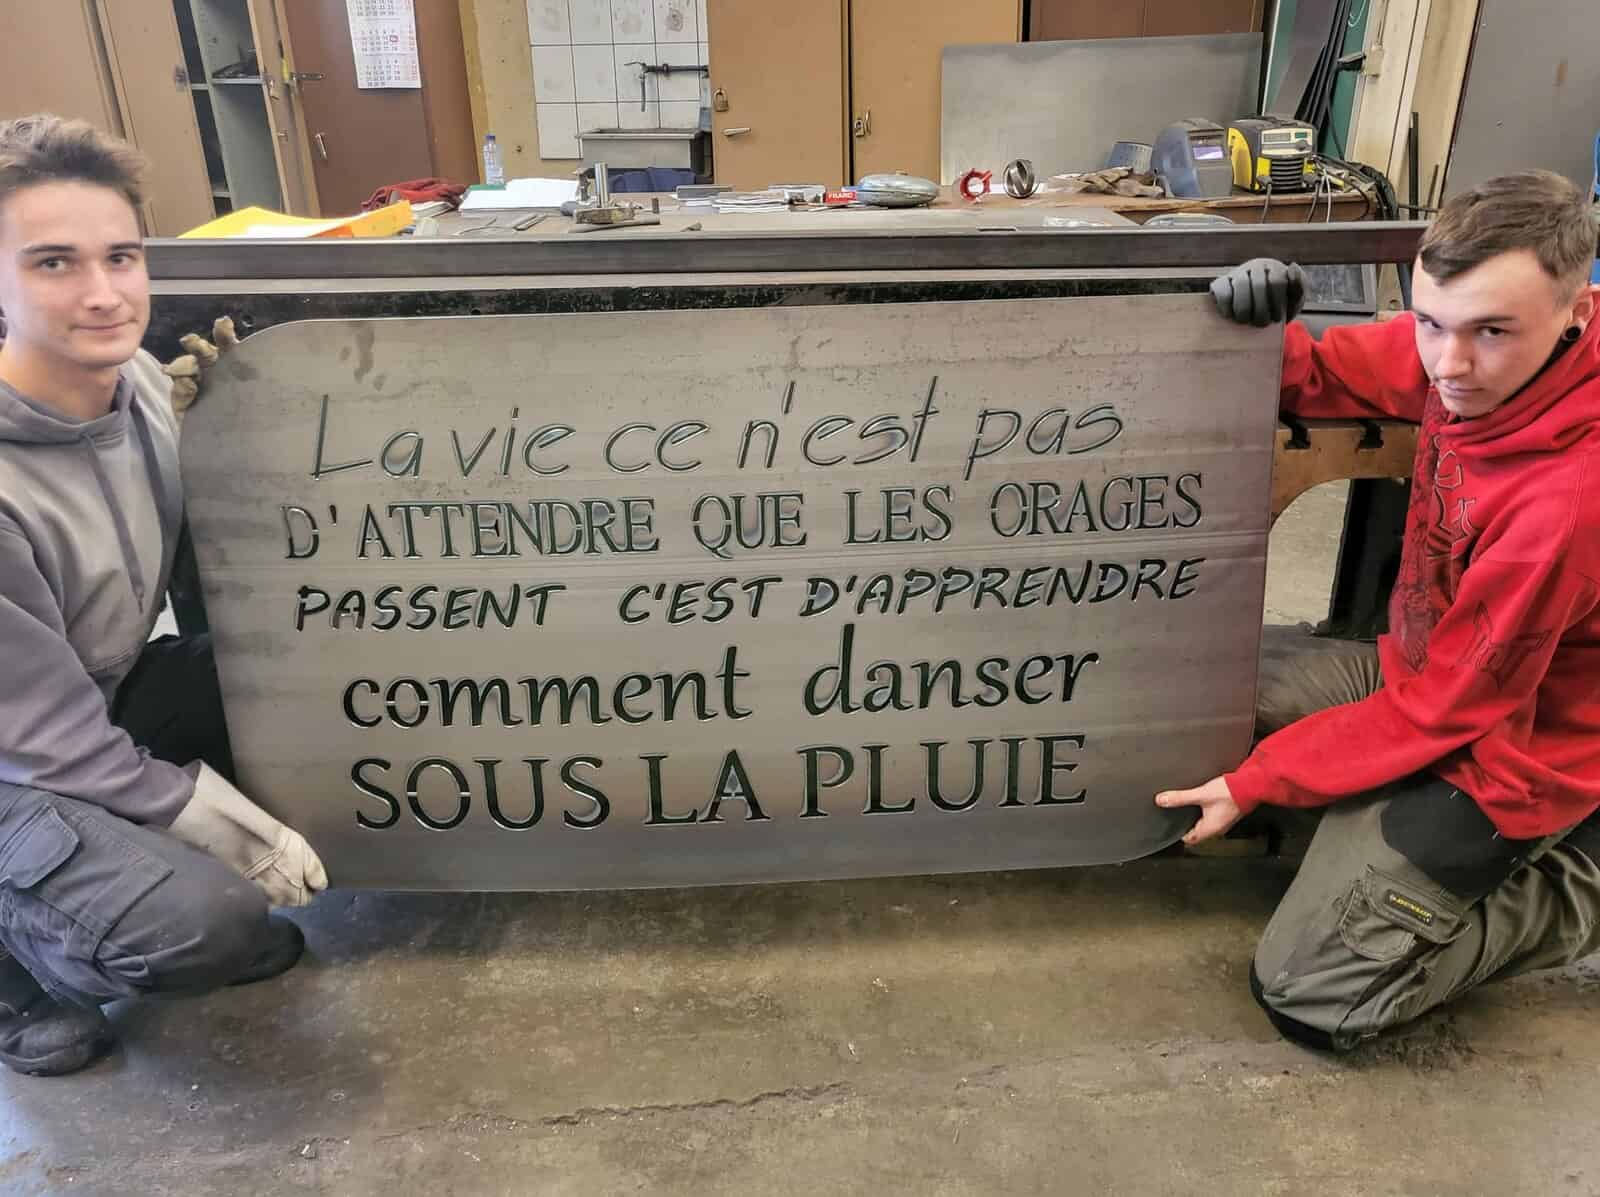 La vie ce n'est pas
D'ATTENDRE QUE LES ORAGES
PASSENT C'EST D'APPRENDRE
comment danser
SOUS LA PLUIE